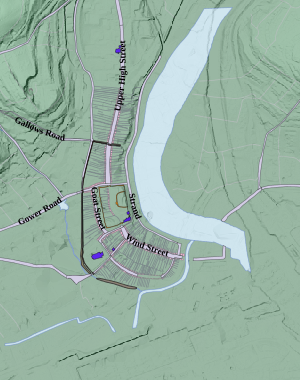 Upper High Street
Gallows Road
Gower Road
Goat Street
Strand
Wind Street